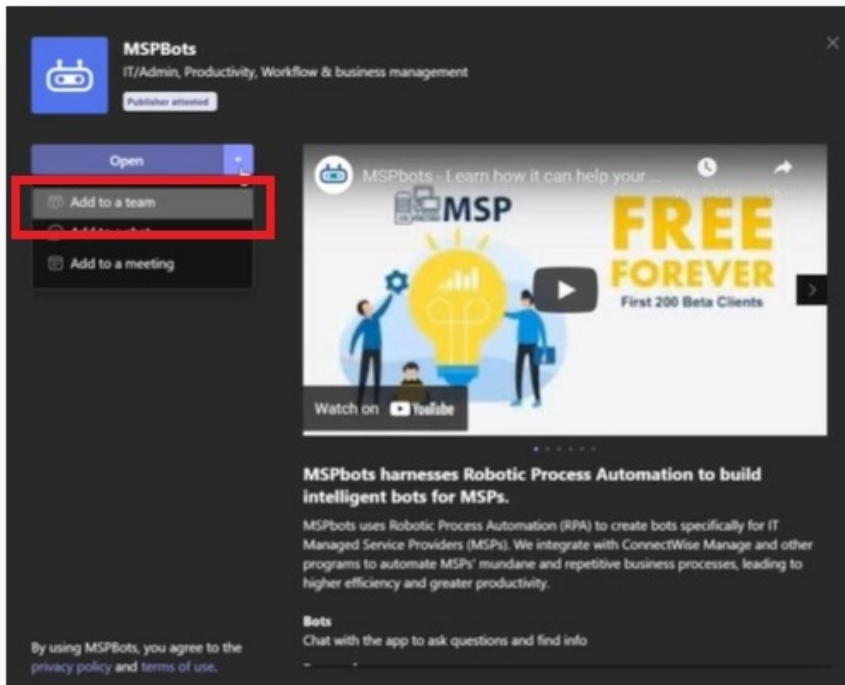 MSPBots
IT/Admin, Productivity, Workflow & business management
Publisher attested
Open
Add to a team
Add to a chat
Add to a meeting
MSPbots - Learn how it can help your ...
MSP
FREE
FOREVER
First 200 Beta Clients
Watch on YouTube
MSPbots harnesses Robotic Process Automation to build
intelligent bots for MSPs.
MSPbots uses Robotic Process Automation (RPA) to create bots specifically for IT
Managed Service Providers (MSPs). We integrate with ConnectWise Manage and other
programs to automate MSPs' mundane and repetitive business processes, leading to
higher efficiency and greater productivity.
Bots
Chat with the app to ask questions and find info
By using MSPBots, you agree to the
privacy policy and terms of use.